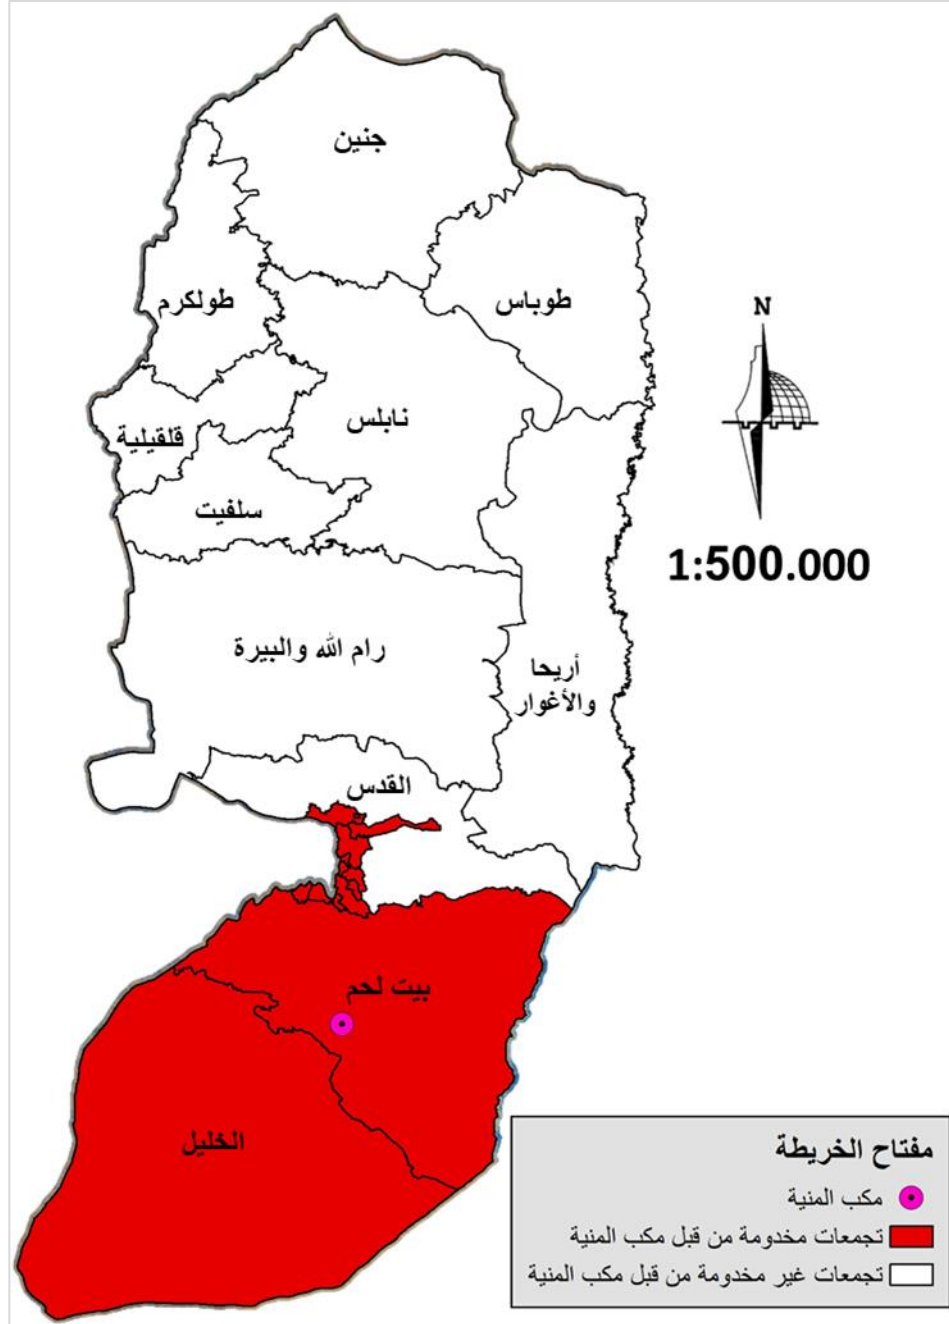 جنين
طوباس
طولكرم
N
نابلس
قلقيلية
سلفيت
1:500.000
رام الله والبيرة
أريحا
والأغوار
القدس
بيت لحم
الخليل
مفتاح الخريطة
مكب المنية
تجمعات مخدومة من قبل مكب المنية
تجمعات غير مخدومة من قبل مكب المنية